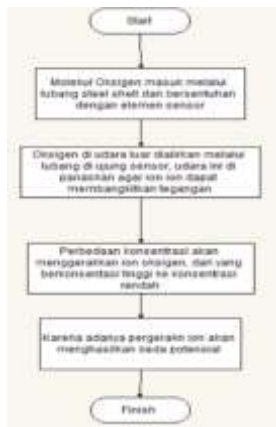 Start
Molekul Oksigen masuk melalui
lubang steel shell dan bersentuhan
dengan elemen sensor
Oksigen di udara luar dialirkan melalui
lubang di ujung sensor, udara ini di
panaskan agar ion ion dapat
membangkitkan tegangan
Perbedaan konsentrasi akan
menggerakkan ion oksigen, dari yang
berkonsentrasi tinggi ke konsentrasi
rendah
Karena adanya pergerakn ion akan
menghasilkan beda potensial
Finish